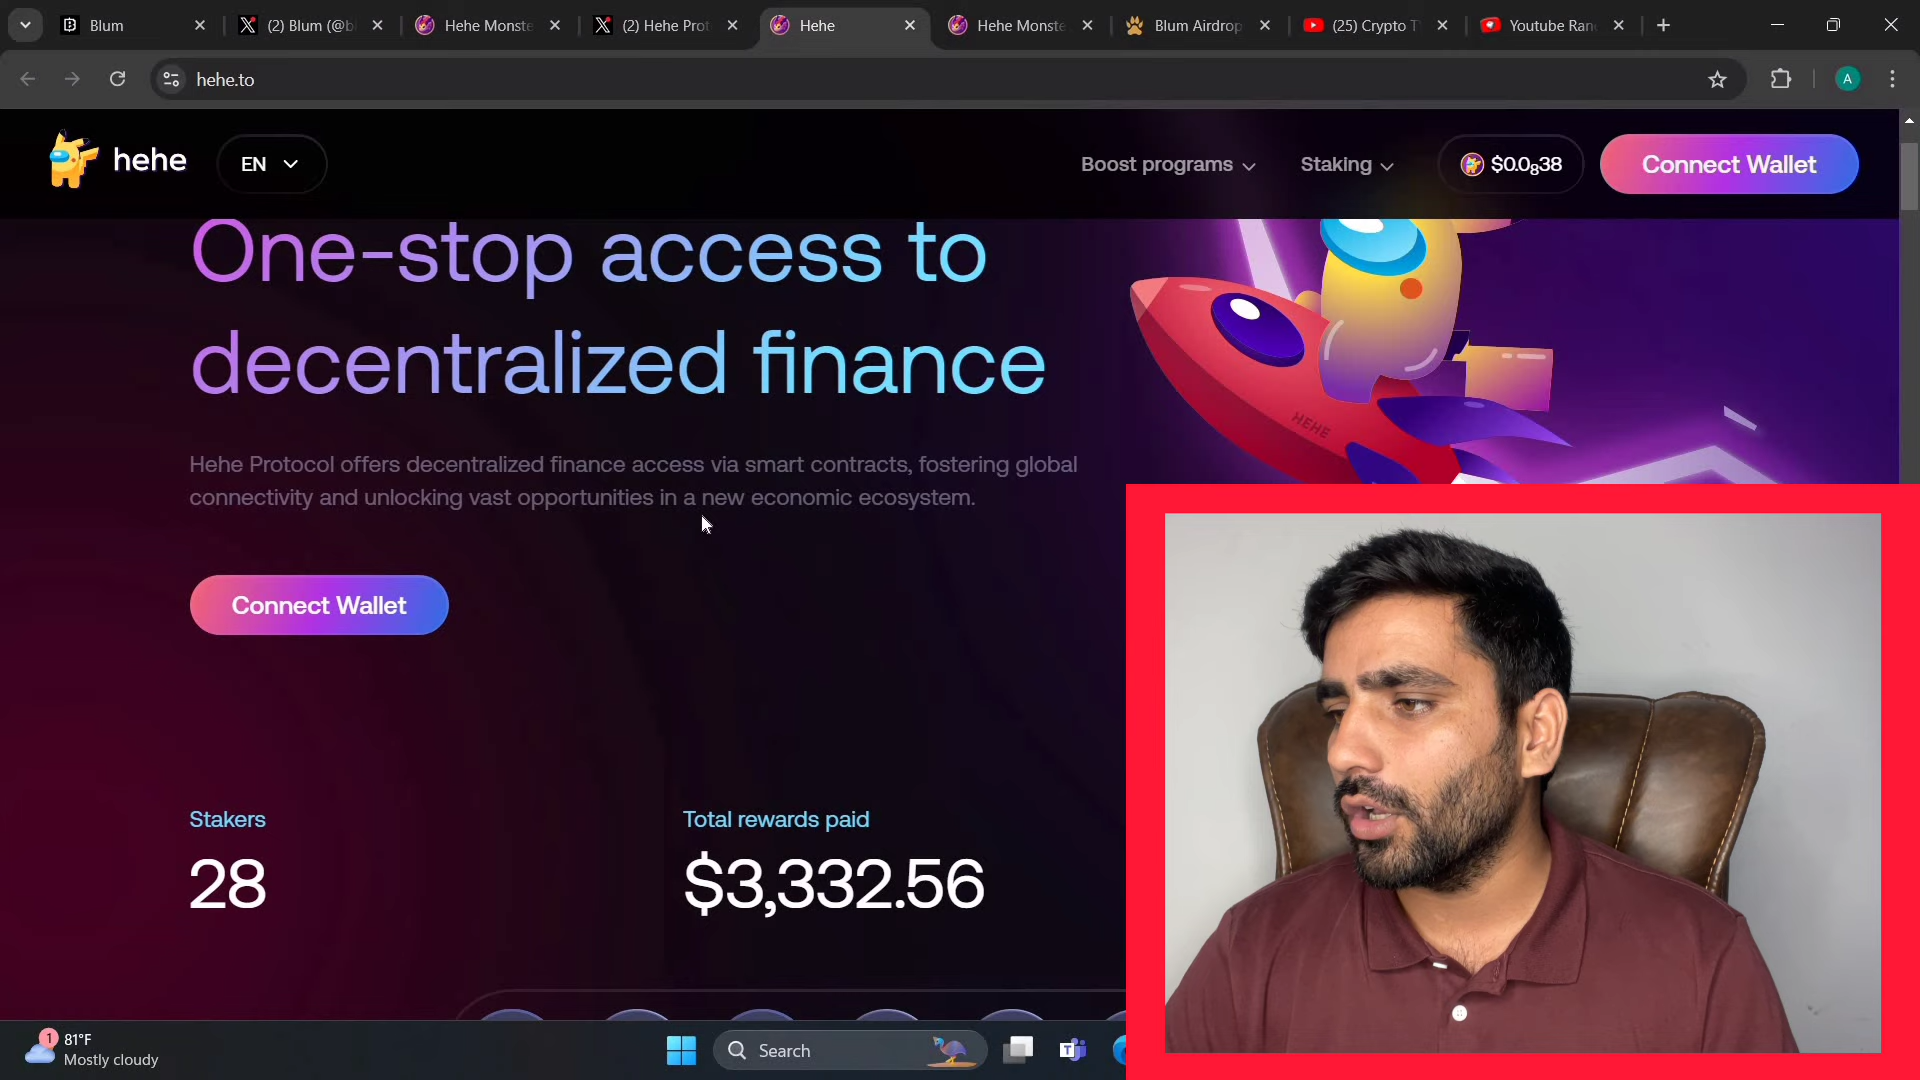 Blum
(2) Blum (@b
Hehe Monste
(2) Hehe Prot
Hehe
Hehe Monste
Blum Airdrop
(25) Crypto T
Youtube Ran
hehe.to
A
hehe
EN
Boost programs
Staking
$0.0₈38
Connect Wallet
One-stop access to
decentralized finance
HEHE
Hehe Protocol offers decentralized finance access via smart contracts, fostering global
connectivity and unlocking vast opportunities in a new economic ecosystem.
Connect Wallet
Stakers
Total rewards paid
28
$3,332.56
1
81°F
Mostly cloudy
Search